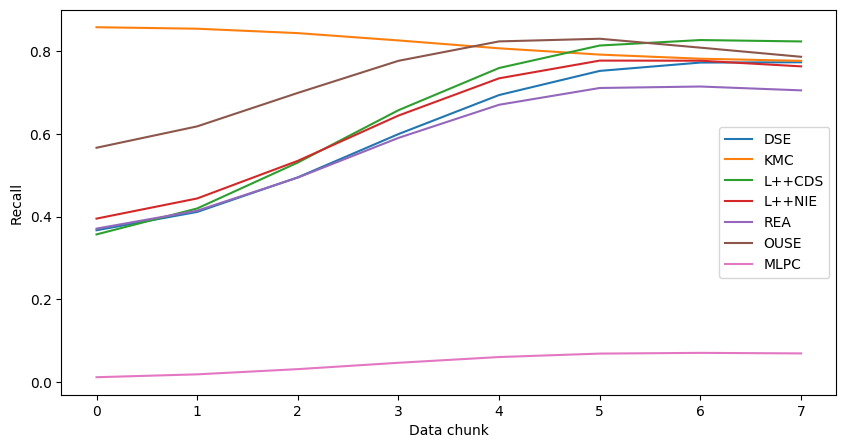 0.8
0.6
0.4
0.2
0.0
Recall
0 1 2 3 4 5 6 7
Data chunk
DSE
KMC
L++CDS
L++NIE
REA
OUSE
MLPC